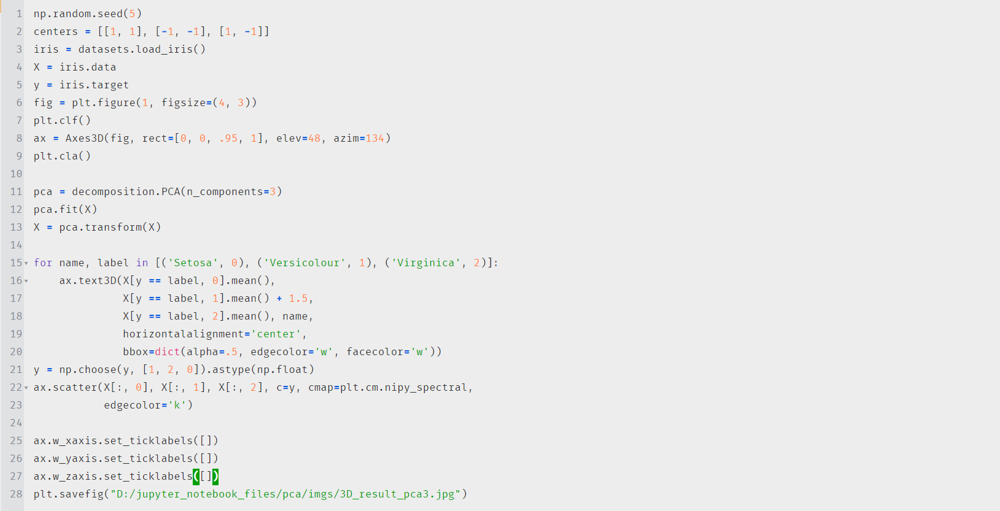 1 np.random.seed(5)
2 centers = [[1, 1], [-1, -1], [1, -1]]
3 iris = datasets.load_iris()
4 X = iris.data
5 y = iris.target
6 fig = plt.figure(1, figsize=(4, 3))
7 plt.clf()
8 ax = Axes3D(fig, rect=[0, 0, .95, 1], elev=48, azim=134)
9 plt.cla()
10
11 pca = decomposition.PCA(n_components=3)
12 pca.fit(X)
13 X = pca.transform(X)
14
15 for name, label in [('Setosa', 0), ('Versicolour', 1), ('Virginica', 2)]:
16     ax.text3D(X[y == label, 0].mean(),
17               X[y == label, 1].mean() + 1.5,
18               X[y == label, 2].mean(), name,
19               horizontalalignment='center',
20               bbox=dict(alpha=.5, edgecolor='w', facecolor='w'))
21 y = np.choose(y, [1, 2, 0]).astype(np.float)
22 ax.scatter(X[:, 0], X[:, 1], X[:, 2], c=y, cmap=plt.cm.nipy_spectral,
23            edgecolor='k')
24
25 ax.w_xaxis.set_ticklabels([])
26 ax.w_yaxis.set_ticklabels([])
27 ax.w_zaxis.set_ticklabels([])
28 plt.savefig("D:/jupyter_notebook_files/pca/imgs/3D_result_pca3.jpg")